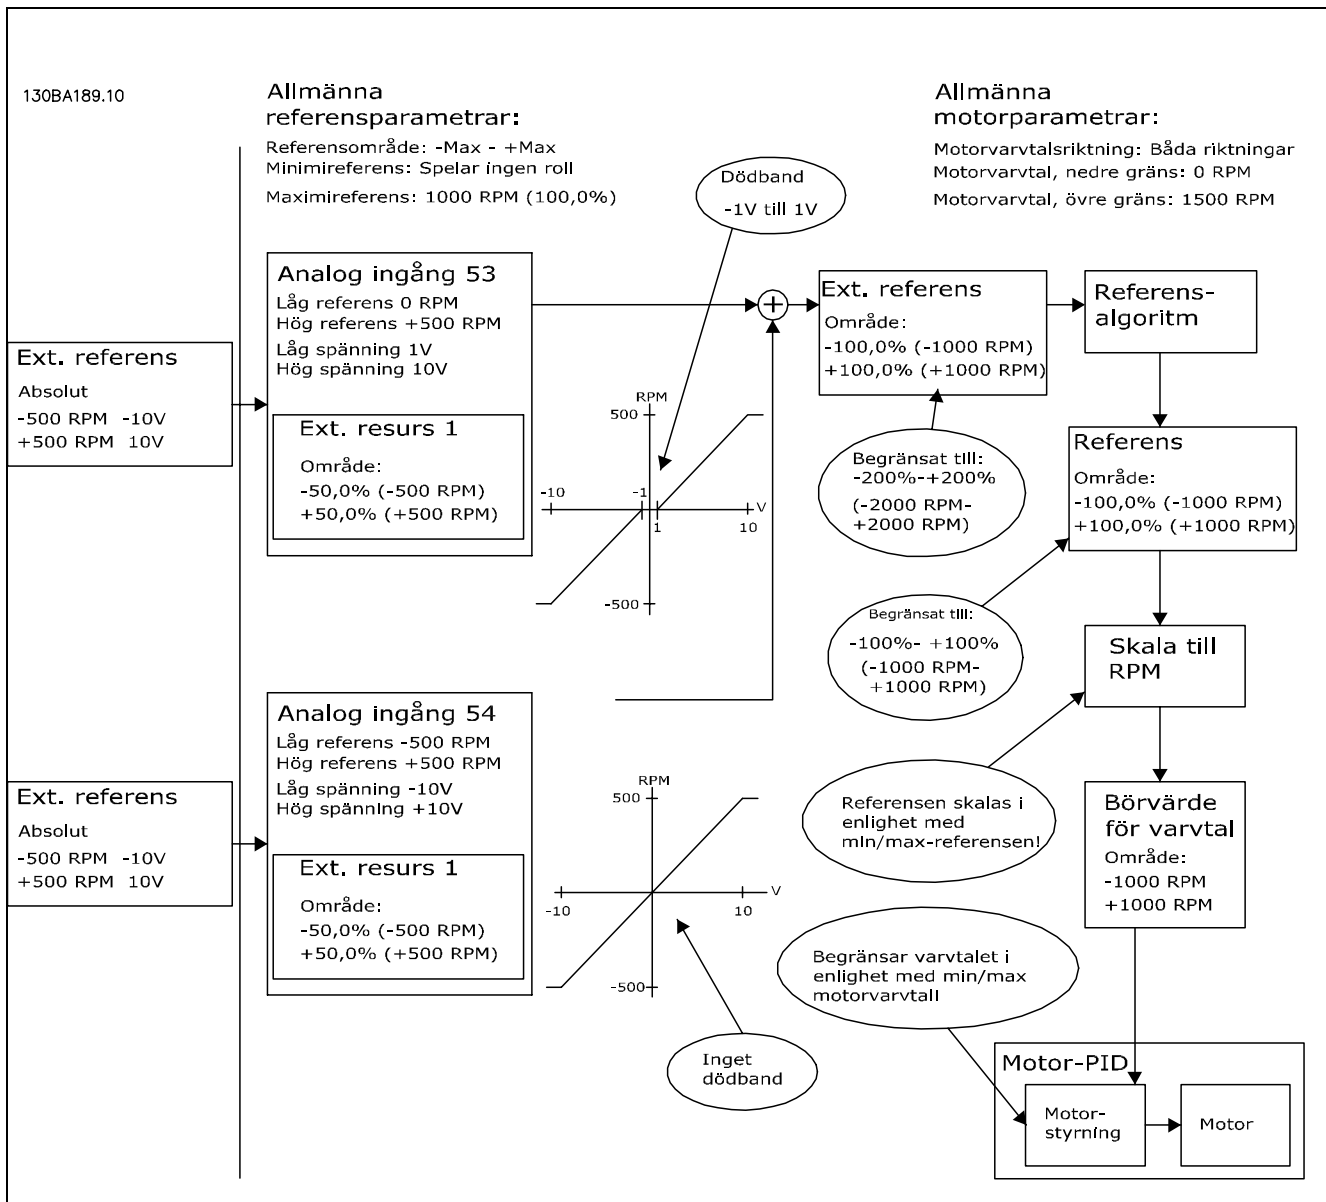 130BA189.10
Allmänna
referensparametrar:
Referensområde: -Max - +Max
Minimireferens: Spelar ingen roll
Maximireferens: 1000 RPM (100,0%)
Allmänna
motorparametrar:
Motorvarvtalsriktning: Båda riktningar
Motorvarvtal, nedre gräns: 0 RPM
Motorvarvtal, övre gräns: 1500 RPM
Dödband
-1V till 1V
Ext. referens
Absolut
-500 RPM -10V
+500 RPM 10V
Analog ingång 53
Låg referens 0 RPM
Hög referens +500 RPM
Låg spänning 1V
Hög spänning 10V
Ext. resurs 1
Område:
-50,0% (-500 RPM)
+50,0% (+500 RPM)
RPM
500
-10
-1
V
1
10
-500
Ext. referens
Område:
-100,0% (-1000 RPM)
+100,0% (+1000 RPM)
Referens-
algoritm
Begränsat till:
-200%-+200%
(-2000 RPM-
+2000 RPM)
Referens
Område:
-100,0% (-1000 RPM)
+100,0% (+1000 RPM)
Begränsat till:
-100%- +100%
(-1000 RPM-
+1000 RPM)
Skala till
RPM
Ext. referens
Absolut
-500 RPM -10V
+500 RPM 10V
Analog ingång 54
Låg referens -500 RPM
Hög referens +500 RPM
Låg spänning -10V
Hög spänning +10V
Ext. resurs 1
Område:
-50,0% (-500 RPM)
+50,0% (+500 RPM)
RPM
500
V
-10
10
-500
Referensen skalas i
enlighet med
min/max-referensen!
Börvärde
för varvtal
Område:
-1000 RPM
+1000 RPM
Begränsar varvtalet i
enlighet med min/max
motorvarvtall
Inget
dödband
Motor-PID
Motor-
styrning
Motor